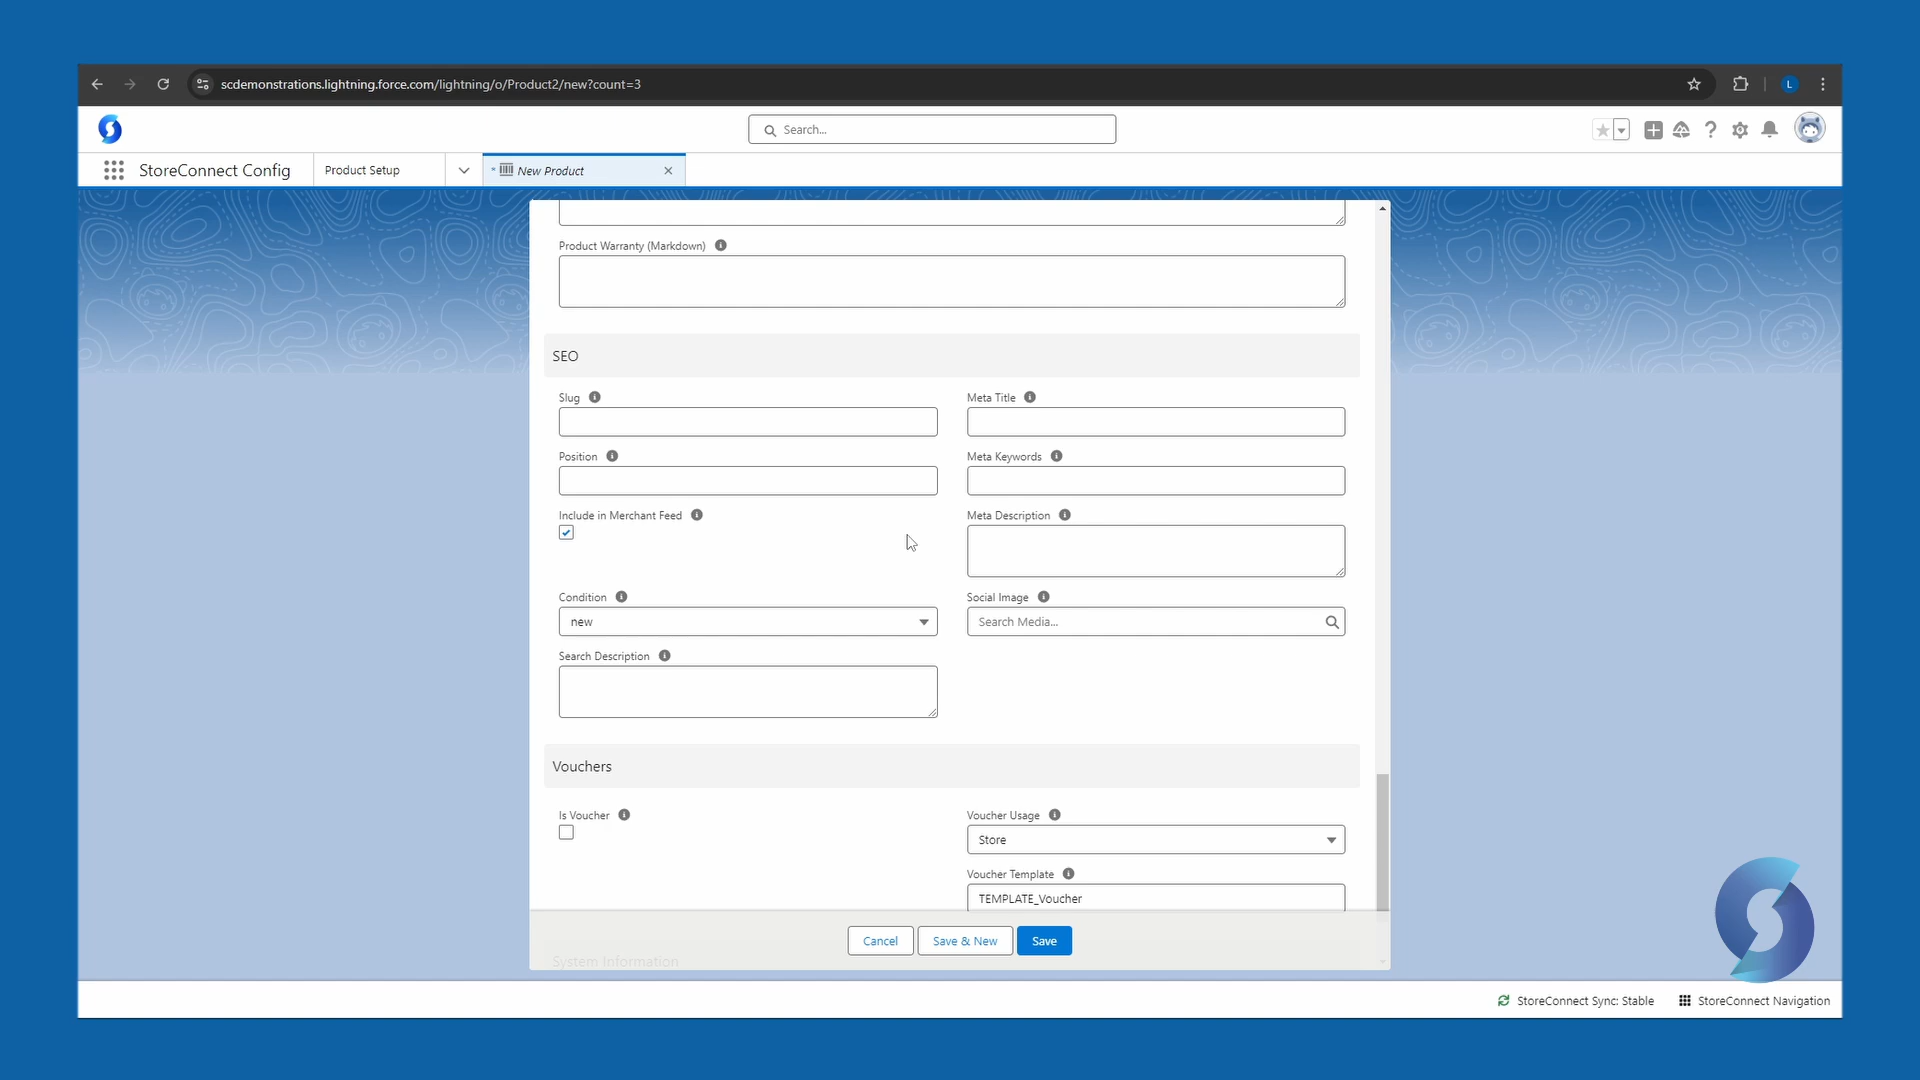 scdemonstrations.lightning.force.com/lightning/o/Product2/new?count=3
L
Search...
StoreConnect Config
Product Setup
* New Product
Product Warranty (Markdown)
SEO
Slug
Meta Title
Position
Meta Keywords
Include in Merchant Feed
Meta Description
Condition
Social Image
new
Search Media...
Search Description
Vouchers
Is Voucher
Voucher Usage
Store
Voucher Template
TEMPLATE_Voucher
Cancel
Save & New
Save
System Information
StoreConnect Sync: Stable
StoreConnect Navigation